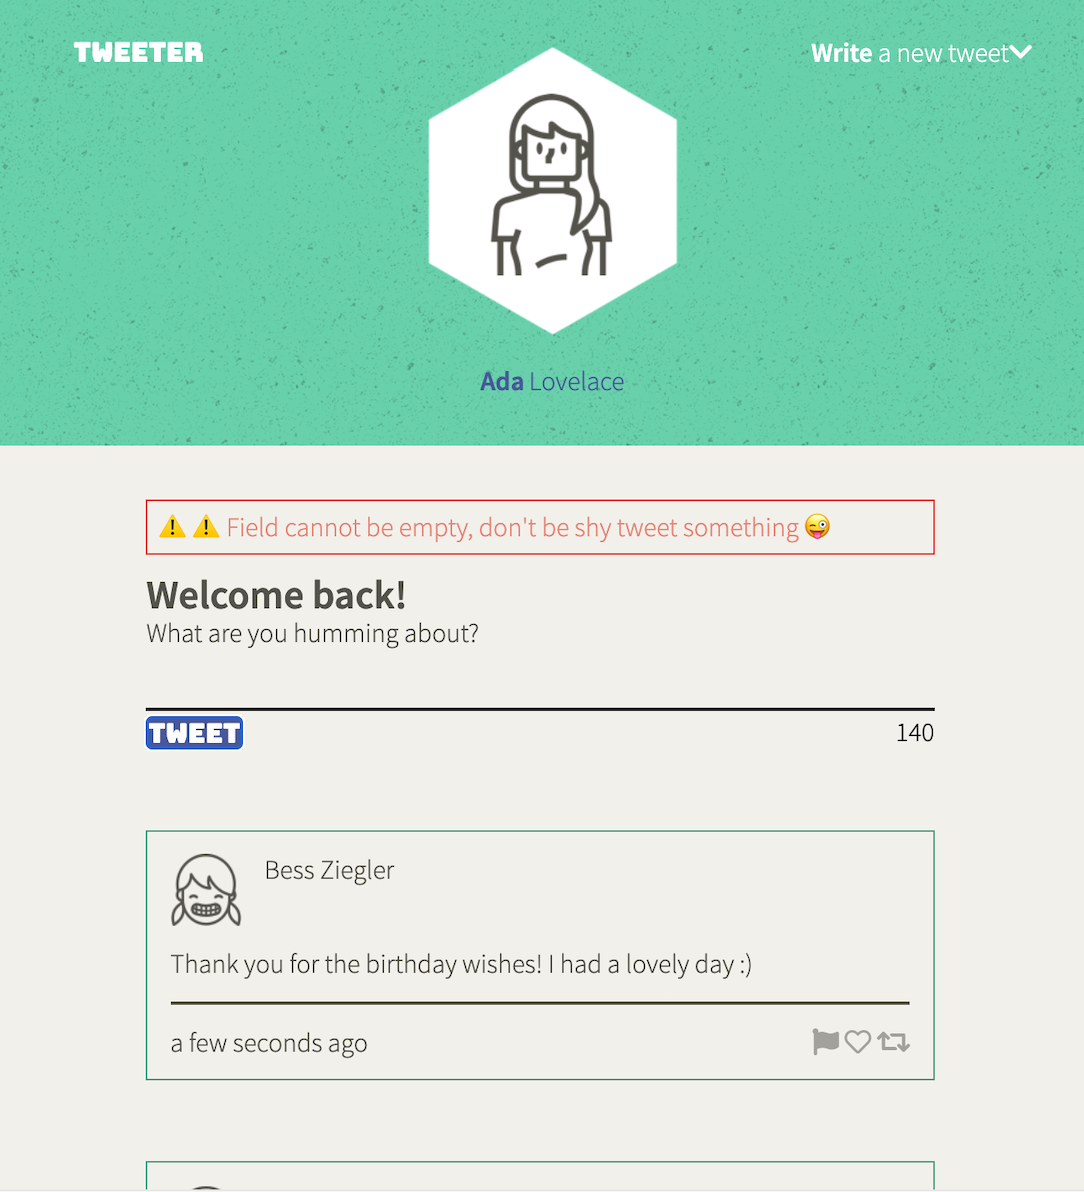 TWEETER
Write a new tweet
Ada Lovelace
⚠️ ⚠️ Field cannot be empty, don't be shy tweet something 😜
Welcome back!
What are you humming about?
TWEET
140
Bess Ziegler
Thank you for the birthday wishes! I had a lovely day :)
a few seconds ago